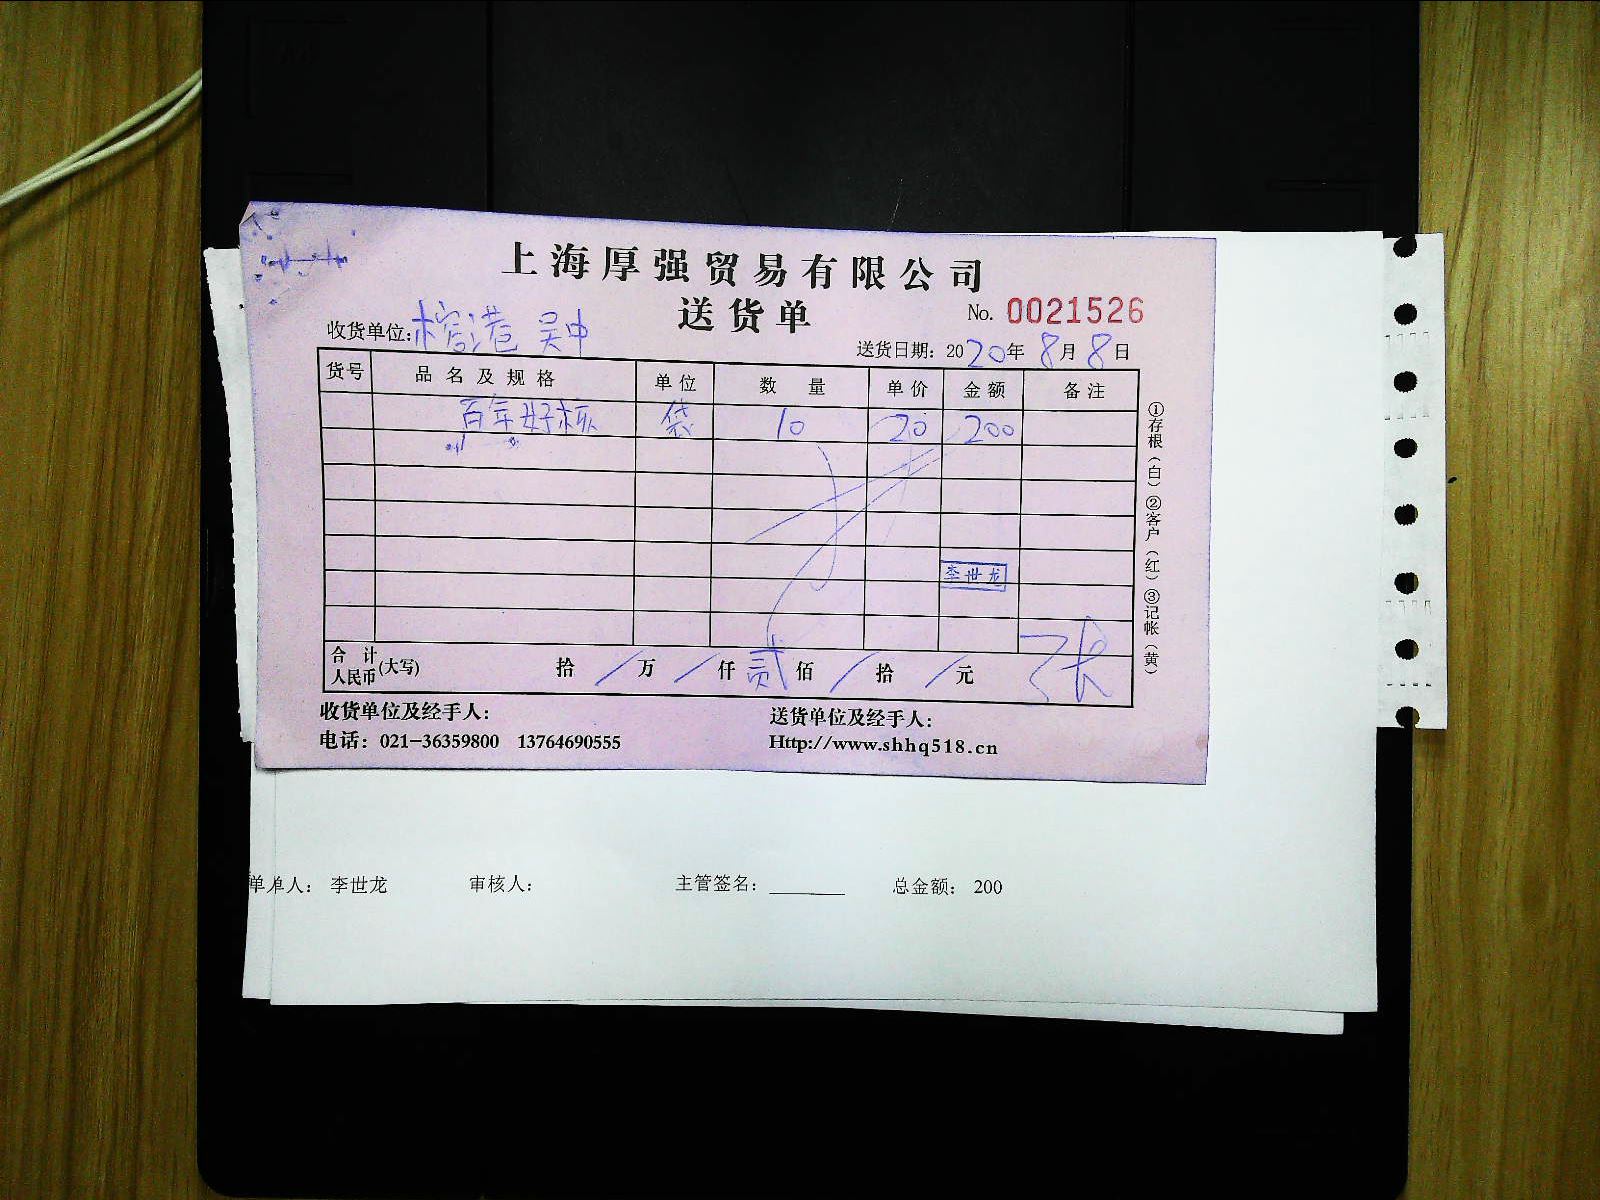 上海厚强贸易有限公司
送货单
No. 0021526
收货单位:榕港 吴中
送货日期：2020年8月8日
货号 品名及规格 单位 数量 单价 金额 备注
百年好核 袋 10 20 200
李世龙
合计人民币(大写) 拾/万/仟贰佰/拾/元
张
收货单位及经手人：
送货单位及经手人：
电话：021-36359800 13764690555
Http://www.shhq518.cn
①存根（白）②客户（红）③记帐（黄）
单人： 李世龙 审核人： 主管签名：______ 总金额： 200